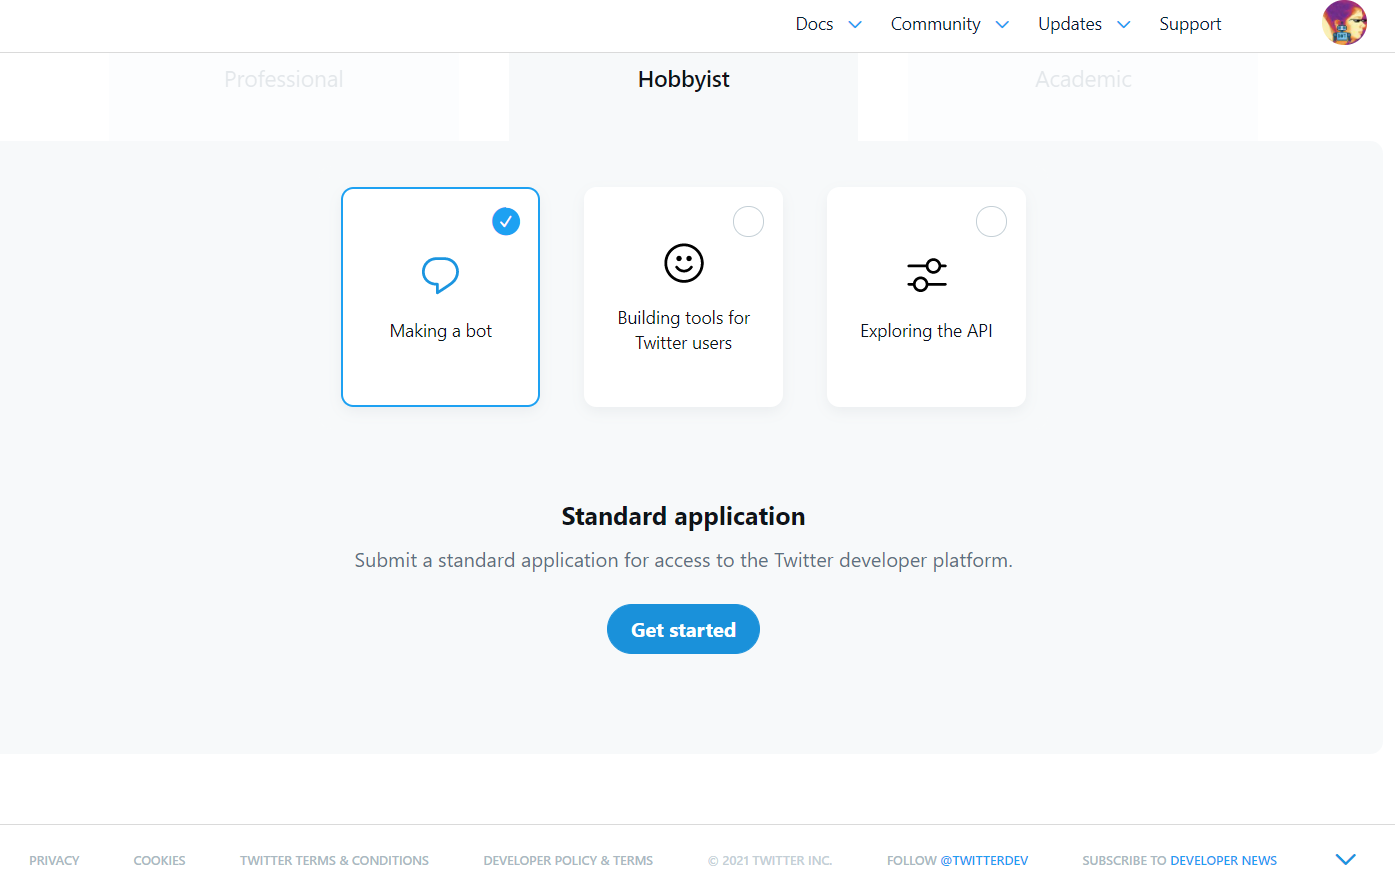 Docs Community Updates Support
Professional Hobbyist Academic
Making a bot
Building tools for
Twitter users
Exploring the API
Standard application
Submit a standard application for access to the Twitter developer platform.
Get started
PRIVACY COOKIES TWITTER TERMS & CONDITIONS DEVELOPER POLICY & TERMS © 2021 TWITTER INC. FOLLOW @TWITTERDEV SUBSCRIBE TO DEVELOPER NEWS